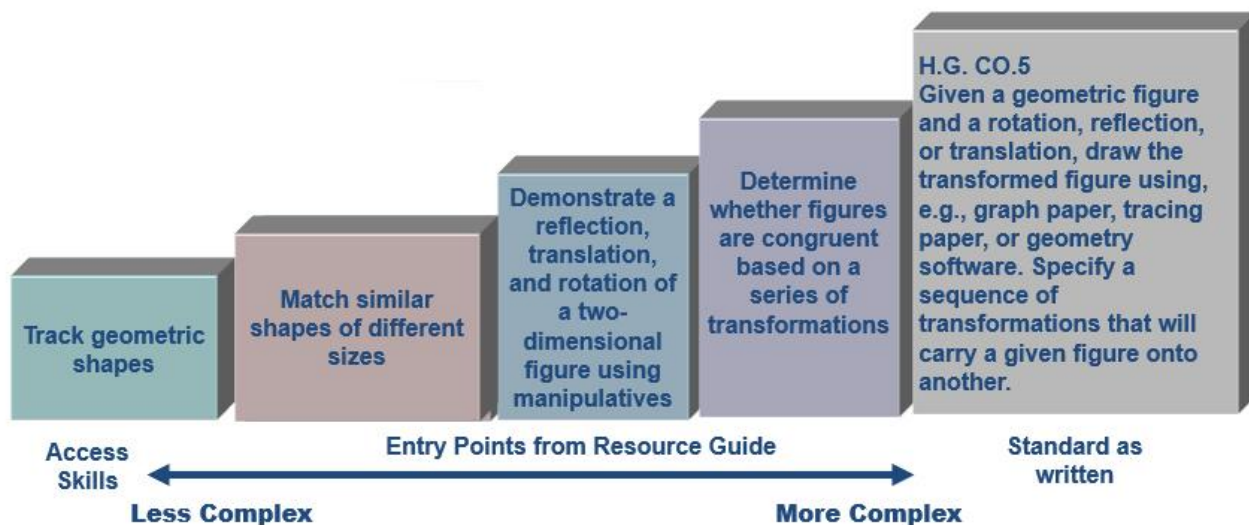 Track geometric
shapes
Match similar
shapes of different
sizes
Demonstrate a
reflection,
translation,
and rotation of
a two-
dimensional
figure using
manipulatives
Determine
whether figures
are congruent
based on a
series of
transformations
H.G. CO.5
Given a geometric figure
and a rotation, reflection,
or translation, draw the
transformed figure using,
e.g., graph paper, tracing
paper, or geometry
software. Specify a
sequence of
transformations that will
carry a given figure onto
another.
Access
Skills
Entry Points from Resource Guide
Standard as
written
Less Complex
More Complex